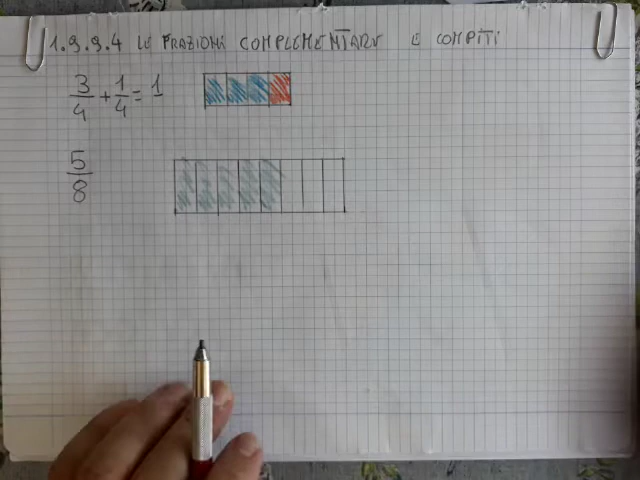 1.9.9.4 LE FRAZIONI COMPLEMENTARI E COMPITI
3/4 + 1/4 = 1
5/8